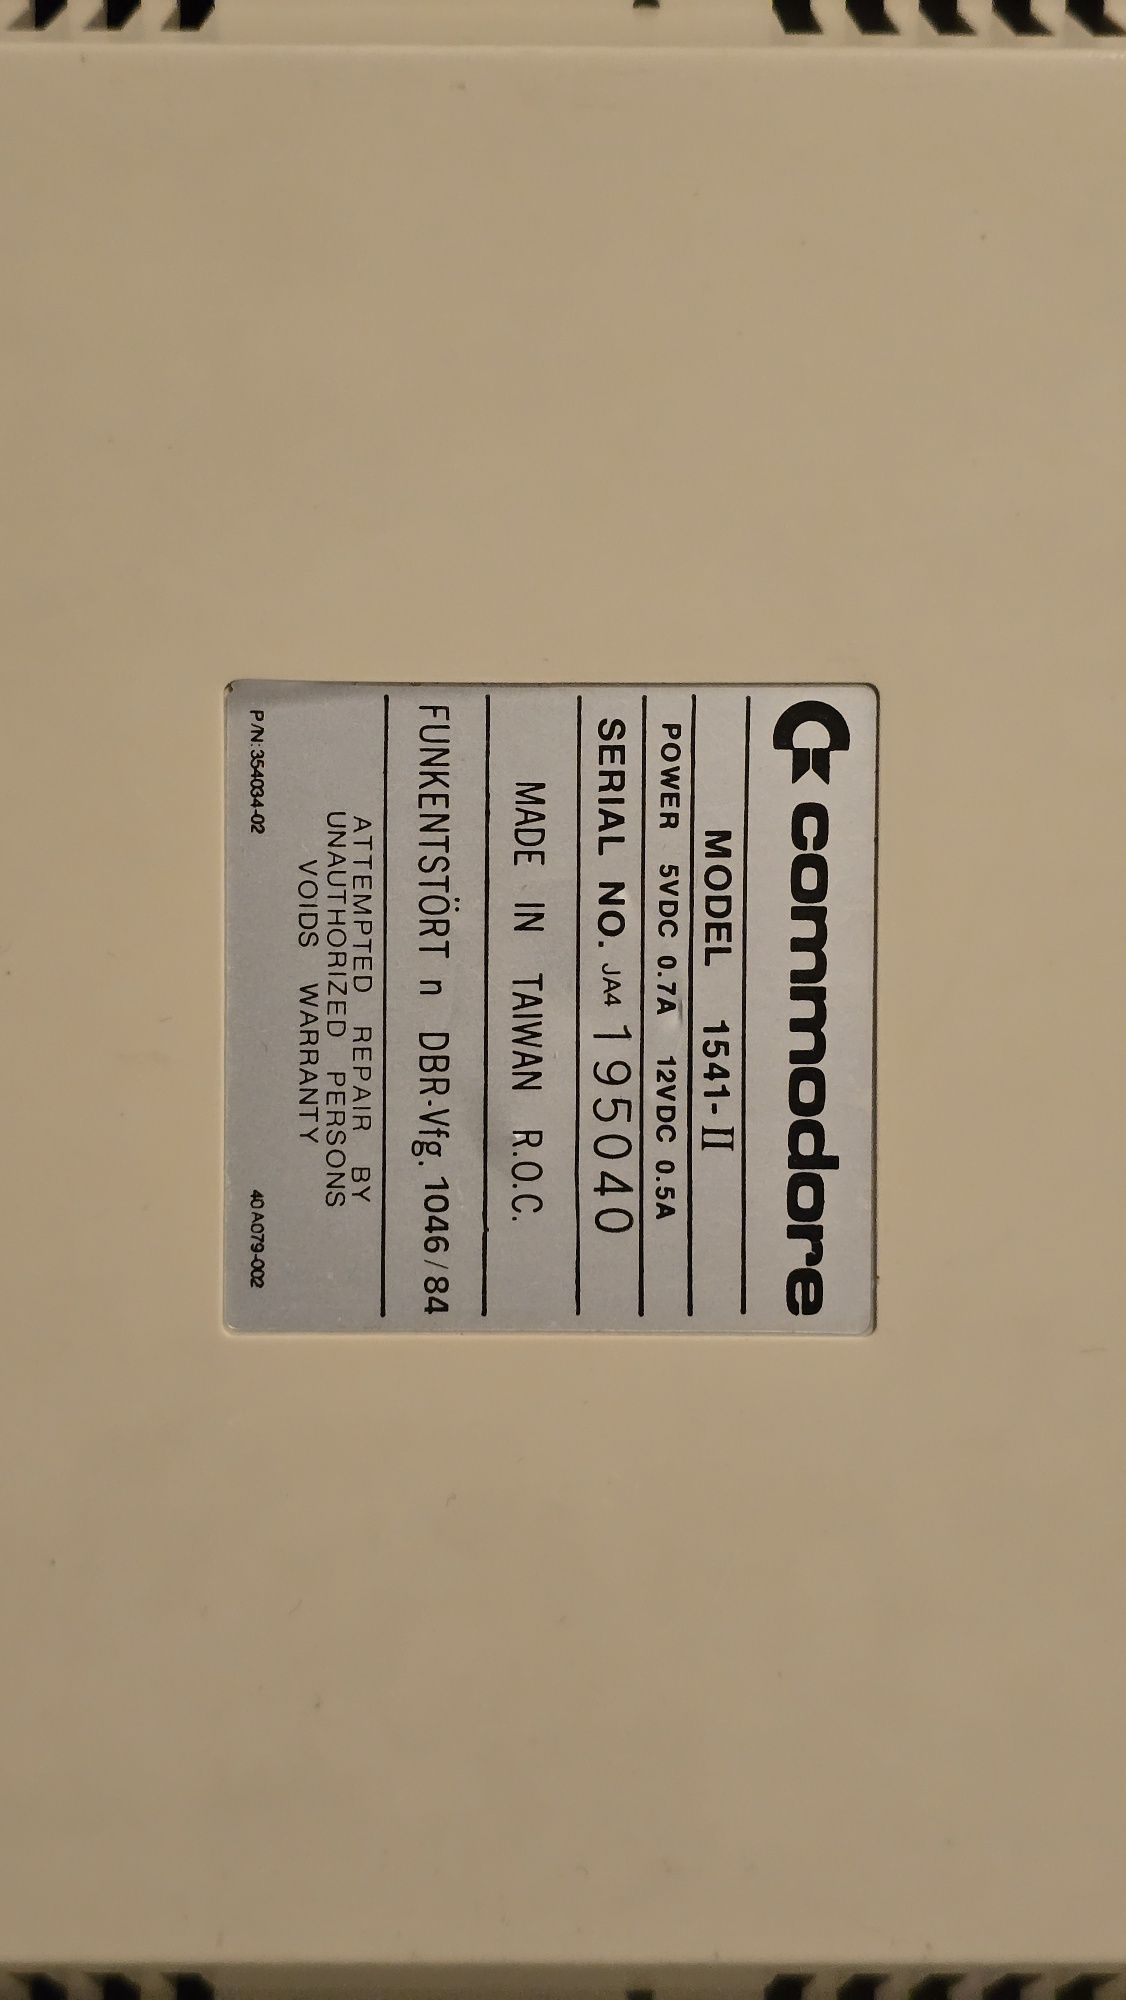 commodore
MODEL 1541-II
POWER 5VDC 0.7A 12VDC 0.5A
SERIAL NO. JA4 195040
MADE IN TAIWAN R.O.C.
FUNKENTSTÖRT n DBR-Vfg. 1046/84
ATTEMPTED REPAIR BY
UNAUTHORIZED PERSONS
VOIDS WARRANTY
P/N:354034-02 40A079-002